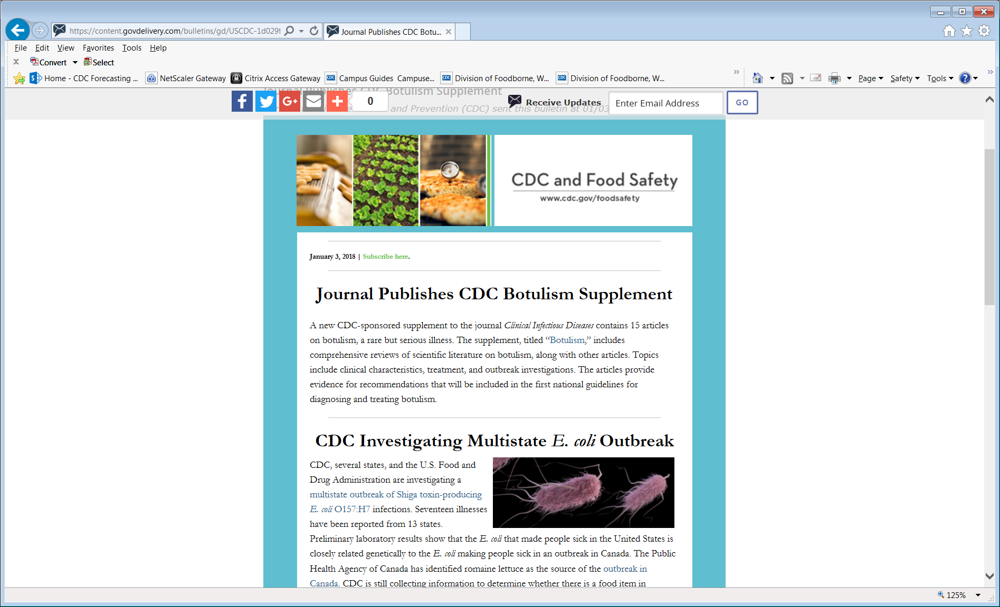 https://content.govdelivery.com/bulletins/gd/USCDC-1d029f
Journal Publishes CDC Botu...
File Edit View Favorites Tools Help
Convert Select
Home - CDC Forecasting ... NetScaler Gateway Citrix Access Gateway Campus Guides Campuse... Division of Foodborne, W... Division of Foodborne, W... Page Safety Tools
Journal Publishes CDC Botulism Supplement
0 Receive Updates Enter Email Address GO
and Prevention (CDC) sent this bulletin at 01/03
CDC and Food Safety
www.cdc.gov/foodsafety
January 3, 2018 | Subscribe here.
Journal Publishes CDC Botulism Supplement
A new CDC-sponsored supplement to the journal Clinical Infectious Diseases contains 15 articles
on botulism, a rare but serious illness. The supplement, titled “Botulism,” includes
comprehensive reviews of scientific literature on botulism, along with other articles. Topics
include clinical characteristics, treatment, and outbreak investigations. The articles provide
evidence for recommendations that will be included in the first national guidelines for
diagnosing and treating botulism.
CDC Investigating Multistate E. coli Outbreak
CDC, several states, and the U.S. Food and
Drug Administration are investigating a
multistate outbreak of Shiga toxin-producing
E. coli O157:H7 infections. Seventeen illnesses
have been reported from 13 states.
Preliminary laboratory results show that the E. coli that made people sick in the United States is
closely related genetically to the E. coli making people sick in an outbreak in Canada. The Public
Health Agency of Canada has identified romaine lettuce as the source of the outbreak in
Canada. CDC is still collecting information to determine whether there is a food item in
125%